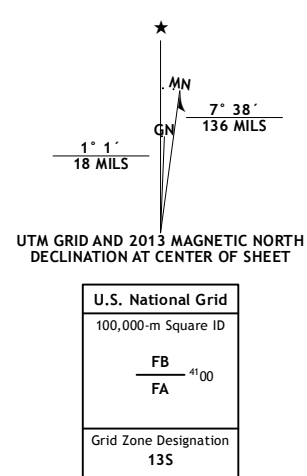 ★
MN
GN
7° 38´
136 MILS
1° 1´
18 MILS
UTM GRID AND 2013 MAGNETIC NORTH
DECLINATION AT CENTER OF SHEET
U.S. National Grid
100,000-m Square ID
FB
4100
FA
Grid Zone Designation
13S